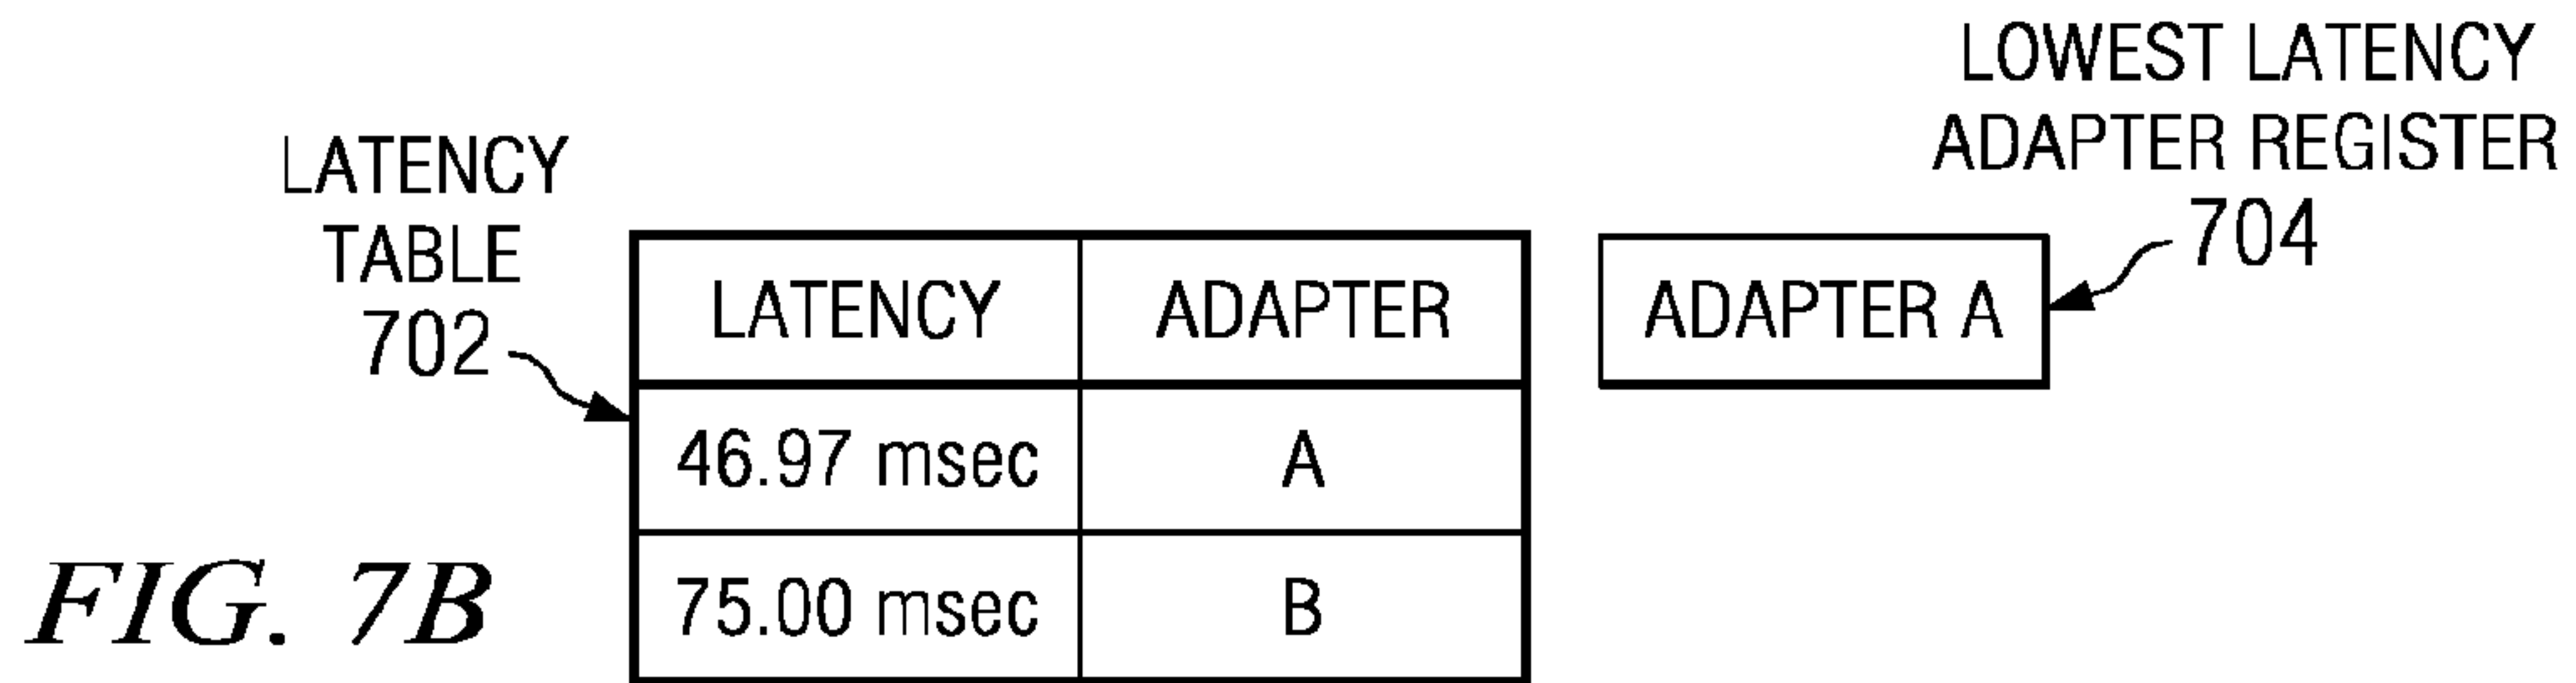 LOWEST LATENCY
ADAPTER REGISTER
704
LATENCY
TABLE
702
LATENCY ADAPTER
46.97 msec A
75.00 msec B
ADAPTER A
FIG. 7B